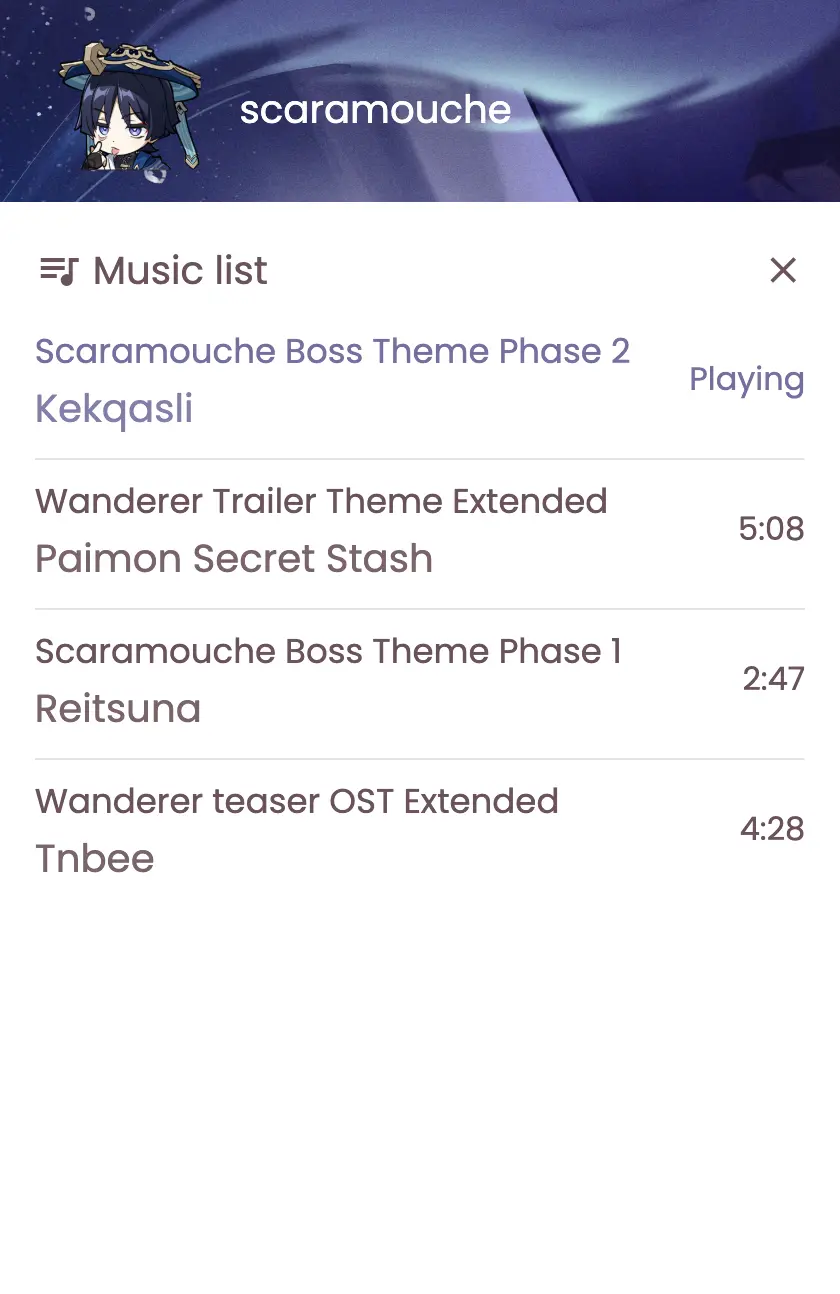 scaramouche
Music list
Scaramouche Boss Theme Phase 2
Kekqasli
Playing
Wanderer Trailer Theme Extended
Paimon Secret Stash
5:08
Scaramouche Boss Theme Phase 1
Reitsuna
2:47
Wanderer teaser OST Extended
Tnbee
4:28